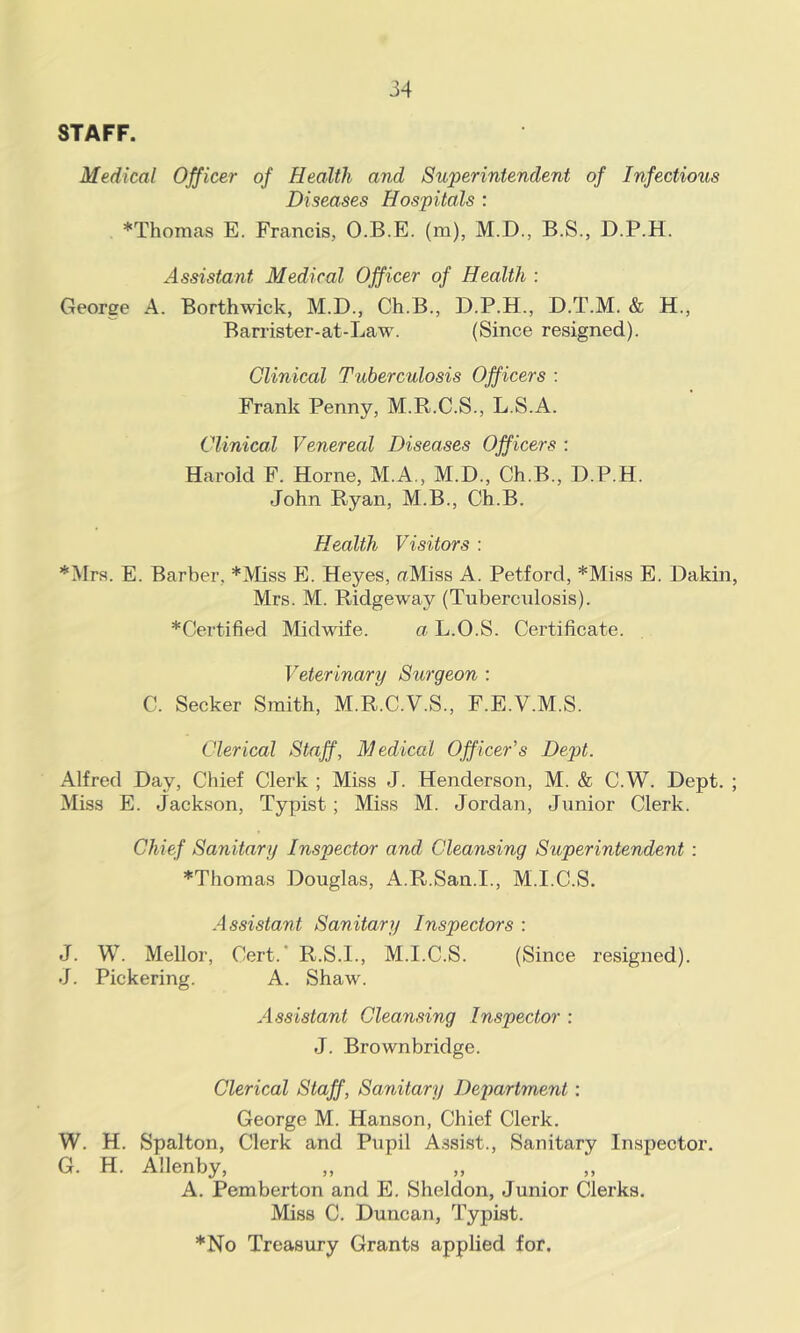 34
STAFF.
Medical Officer of Health and Superintendent of Infectious
Diseases Hospitals :
*Thomas E. Francis, O.B.E. (m), M.D., B.S., D.P.H.
Assistant Medical Officer of Health :
George A. Borthwick, M.D., Ch.B., D.P.H., D.T.M. & H.,
Barrister-at-Law. (Since resigned).
Clinical Tuberculosis Officers :
Frank Penny, M.R.C.S., L.S.A.
Clinical Venereal Diseases Officers :
Harold F. Horne, M.A., M.D., Ch.B., D.P.H.
John Ryan, M.B., Ch.B.
Health Visitors :
*Mrs. E. Barber, *Miss E. Heyes, aMiss A. Petford, *Miss E. Dakin,
Mrs. M. Ridgeway (Tuberculosis).
*Certified Midwife. a L.O.S. Certificate.
Veterinary Surgeon :
C. Secker Smith, M.R.C.V.S., F.E.V.M.S.
Clerical Staff, Medical Officer's Dept.
Alfred Day, Chief Clerk ; Miss J. Henderson, M. & C.W. Dept. ;
Miss E. Jackson, Typist ; Miss M. Jordan, Junior Clerk.
Chief Sanitary Inspector and Cleansing Superintendent :
*Thomas Douglas, A.R.San.I., M.I.C.S.
Assistant Sanitary Inspectors :
J. W. Mellor, Cert.' R.S.I., M.I.C.S. (Since resigned).
J. Pickering. A. Shaw.
Assistant Cleansing Inspector :
J. Brownbridge.
Clerical Staff, Sanitary Department :
George M. Hanson, Chief Clerk.
W. H. Spalton, Clerk and Pupil Assist., Sanitary Inspector.
G. H. Allenby, ,, ,, ,,
A. Pemberton and E. Sheldon, Junior Clerks.
Miss C. Duncan, Typist.
*No Treasury Grants applied for.